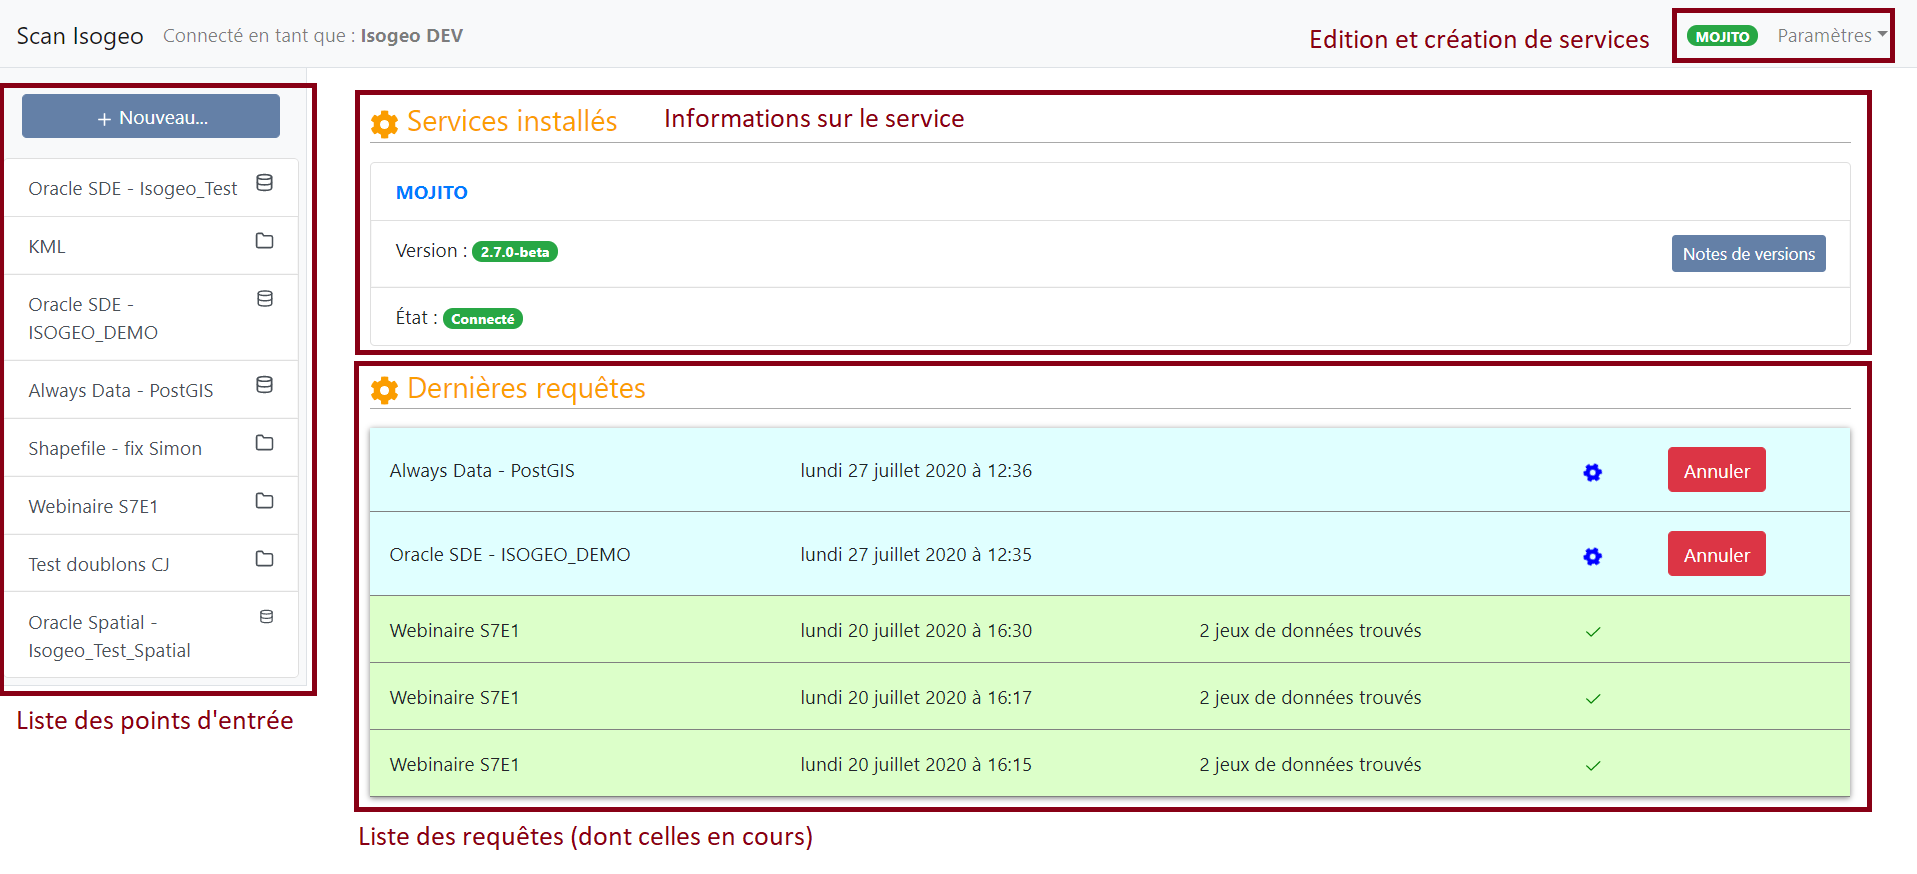 Scan Isogeo Connecté en tant que : Isogeo DEV
Edition et création de services
MOJITO Paramètres
+ Nouveau...
Oracle SDE - Isogeo_Test
KML
Oracle SDE -
ISOGEO_DEMO
Always Data - PostGIS
Shapefile - fix Simon
Webinaire S7E1
Test doublons CJ
Oracle Spatial -
Isogeo_Test_Spatial
Liste des points d'entrée
Services installés
Informations sur le service
MOJITO
Version : 2.7.0-beta
Notes de versions
État : Connecté
Dernières requêtes
Always Data - PostGIS lundi 27 juillet 2020 à 12:36 Annuler
Oracle SDE - ISOGEO_DEMO lundi 27 juillet 2020 à 12:35 Annuler
Webinaire S7E1 lundi 20 juillet 2020 à 16:30 2 jeux de données trouvés
Webinaire S7E1 lundi 20 juillet 2020 à 16:17 2 jeux de données trouvés
Webinaire S7E1 lundi 20 juillet 2020 à 16:15 2 jeux de données trouvés
Liste des requêtes (dont celles en cours)